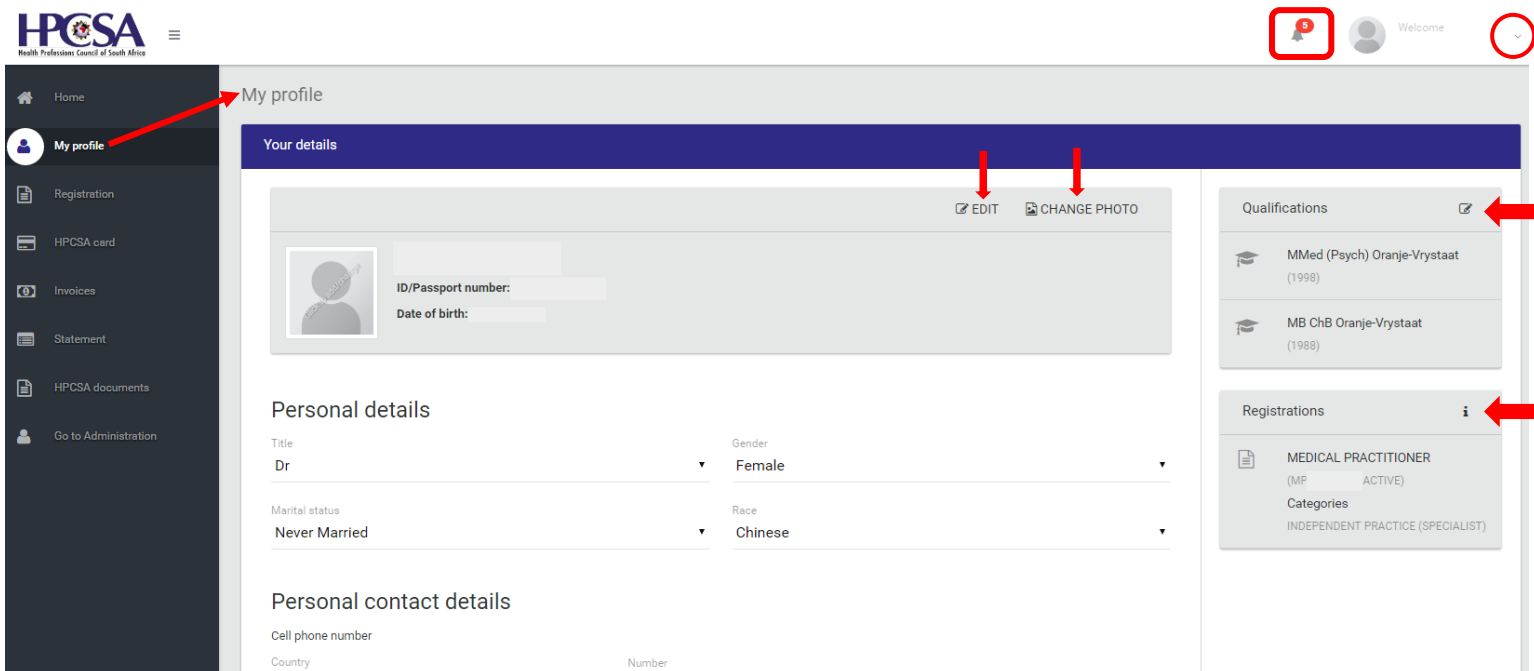 HPCSA
Health Professions Council of South Africa
5
Welcome
Home
My profile
Registration
HPCSA card
Invoices
Statement
HPCSA documents
Go to Administration
My profile
Your details
EDIT CHANGE PHOTO
ID/Passport number:
Date of birth:
Personal details
Title Gender
Dr Female
Marital status Race
Never Married Chinese
Personal contact details
Cell phone number
Country Number
Qualifications
MMed (Psych) Oranje-Vrystaat
(1998)
MB ChB Oranje-Vrystaat
(1988)
Registrations
MEDICAL PRACTITIONER
(MP ACTIVE)
Categories
INDEPENDENT PRACTICE (SPECIALIST)